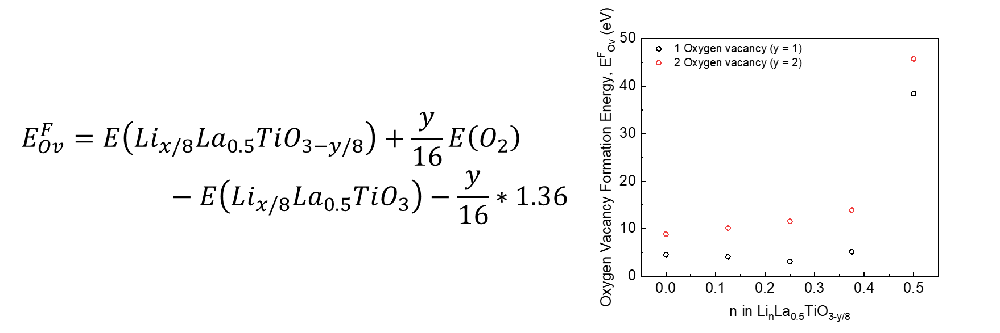 E^F_{Ov} = E(Li_{x/8}La_{0.5}TiO_{3-y/8}) + \frac{y}{16} E(O_2)
- E(Li_{x/8}La_{0.5}TiO_3) - \frac{y}{16} * 1.36
Oxygen Vacancy Formation Energy, E^F_{Ov} (eV)
50
40
30
20
10
0
1 Oxygen vacancy (y = 1)
2 Oxygen vacancy (y = 2)
0.0 0.1 0.2 0.3 0.4 0.5
n in Li_nLa_{0.5}TiO_{3-y/8}